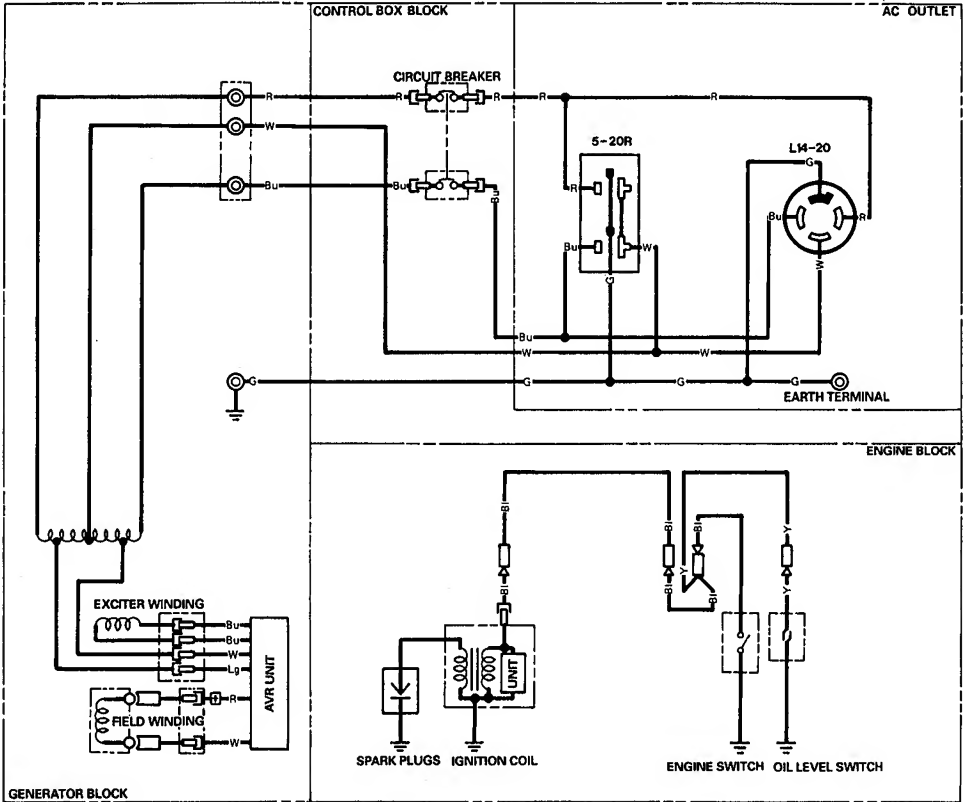 CONTROL BOX BLOCK
AC OUTLET
CIRCUIT BREAKER
R
R
R
R
R
W
5-20R
L14-20
G
R
Bu
R
Bu
Bu
Bu
Bu
W
W
G
Bu
W
W
G
G
G
G
EARTH TERMINAL
ENGINE BLOCK
Bl
Bl
Bl
Y
Bl
Y
Bl
Bl
Y
EXCITER WINDING
Bu
Bu
W
Lg
R
W
AVR UNIT
FIELD WINDING
UNIT
SPARK PLUGS
IGNITION COIL
ENGINE SWITCH
OIL LEVEL SWITCH
GENERATOR BLOCK